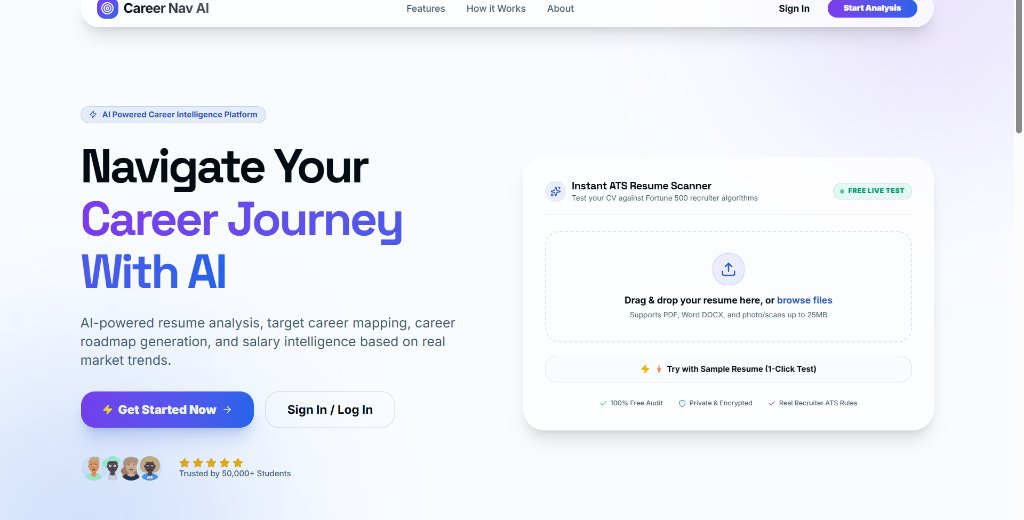 Career Nav AI
Features
How it Works
About
Sign In
Start Analysis
AI Powered Career Intelligence Platform
Navigate Your
Career Journey
With AI
AI-powered resume analysis, target career mapping, career
roadmap generation, and salary intelligence based on real
market trends.
Get Started Now →
Sign In / Log In
Trusted by 50,000+ Students
Instant ATS Resume Scanner
Test your CV against Fortune 500 recruiter algorithms
FREE LIVE TEST
Drag & drop your resume here, or browse files
Supports PDF, Word DOCX, and photo/scans up to 25MB
Try with Sample Resume (1-Click Test)
100% Free Audit
Private & Encrypted
Real Recruiter ATS Rules